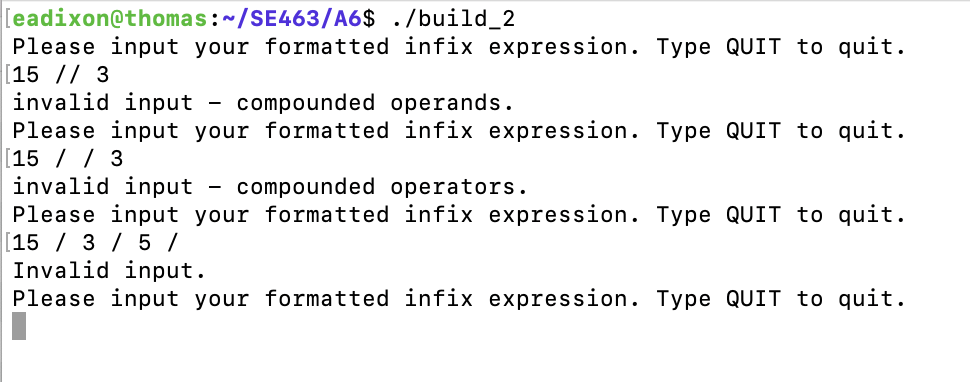 [eadixon@thomas:~/SE463/A6$ ./build_2
Please input your formatted infix expression. Type QUIT to quit.
[15 // 3
invalid input – compounded operands.
Please input your formatted infix expression. Type QUIT to quit.
[15 / / 3
invalid input – compounded operators.
Please input your formatted infix expression. Type QUIT to quit.
[15 / 3 / 5 /
Invalid input.
Please input your formatted infix expression. Type QUIT to quit.